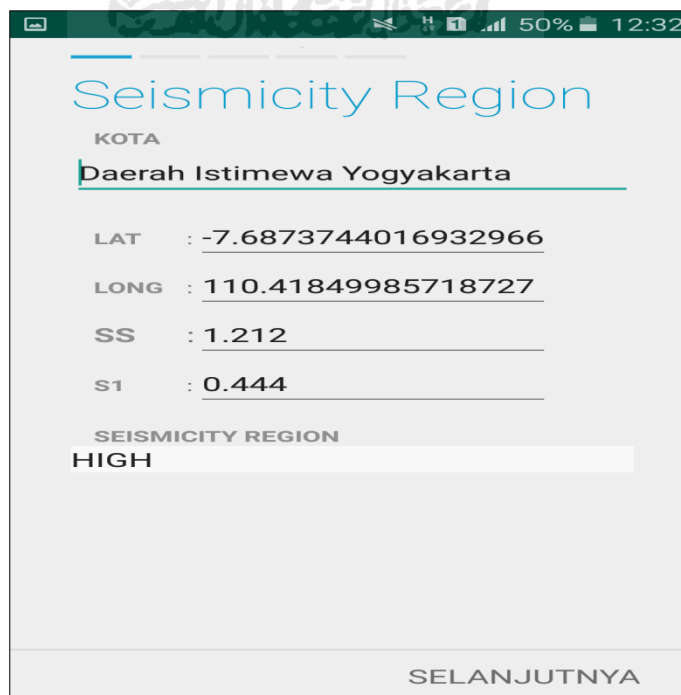 H 1 50% 12:32
Seismicity Region
KOTA
Daerah Istimewa Yogyakarta
LAT : -7.6873744016932966
LONG : 110.41849985718727
SS : 1.212
S1 : 0.444
SEISMICITY REGION
HIGH
SELANJUTNYA